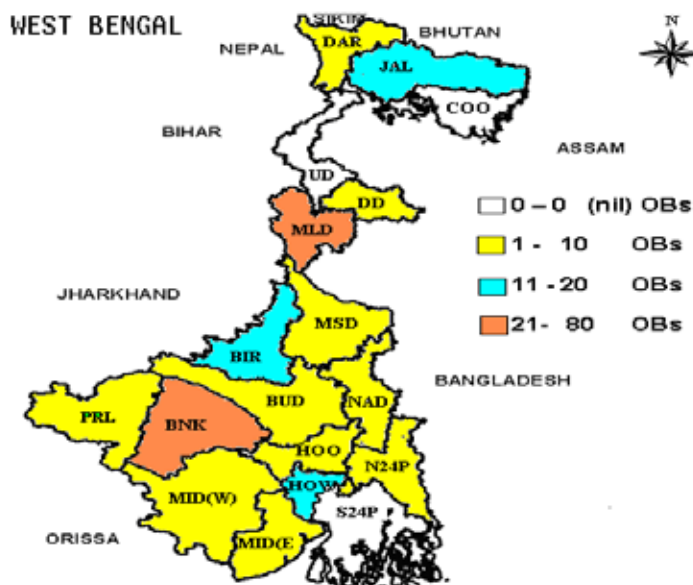 WEST BENGAL
SIKIM
NEPAL
DAR
BHUTAN
N
JAL
COO
BIHAR
ASSAM
UD
DD
MLD
0 – 0 (nil) OBs
1 - 10 OBs
11 - 20 OBs
21 - 80 OBs
JHARKHAND
MSD
BIR
BANGLADESH
BUD
NAD
PRL
BNK
HOO
N24P
HOW
MID(W)
S24P
ORISSA
MID(E